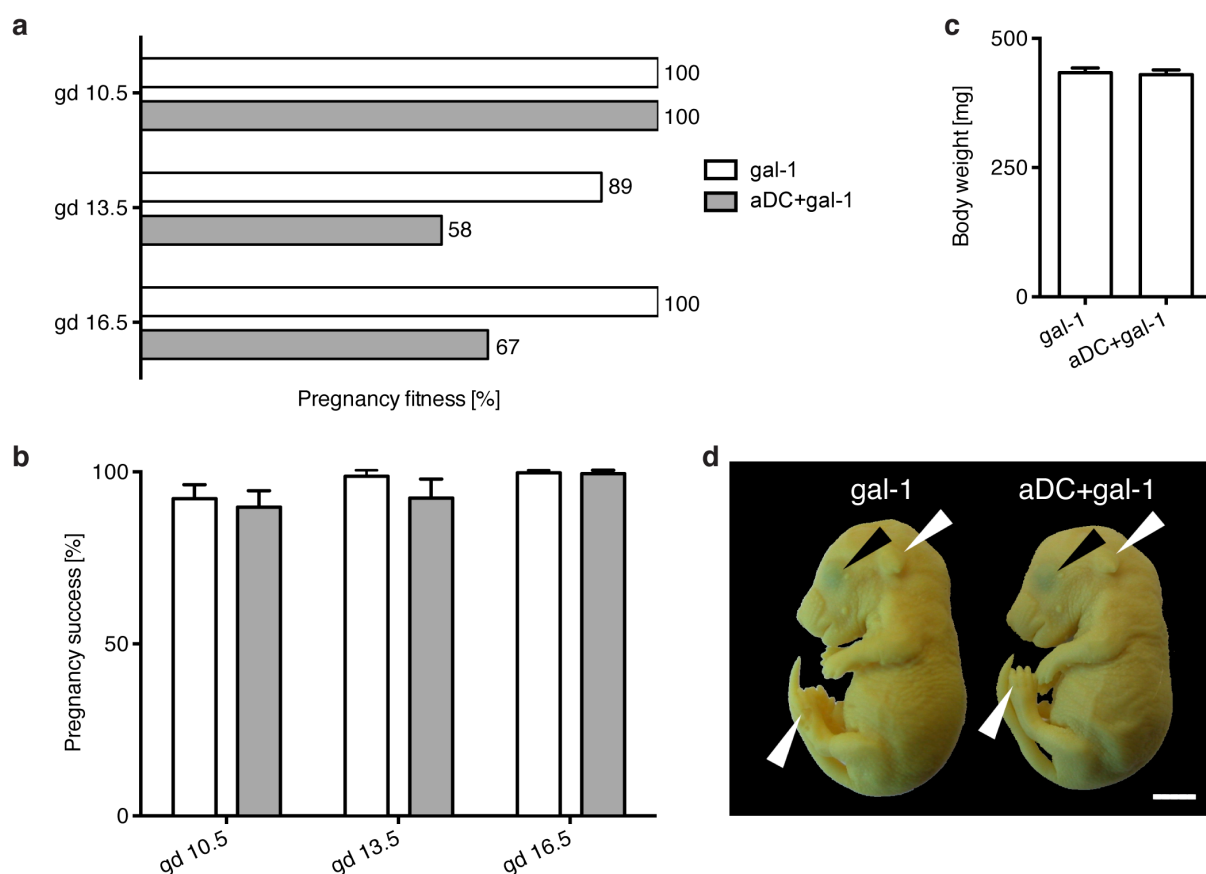 a
gd 10.5
100
100
gd 13.5
89
58
gd 16.5
100
67
Pregnancy fitness [%]
gal-1
aDC+gal-1
c
500
250
0
Body weight [mg]
gal-1
aDC+gal-1
b
100
50
0
Pregnancy success [%]
gd 10.5
gd 13.5
gd 16.5
d
gal-1
aDC+gal-1